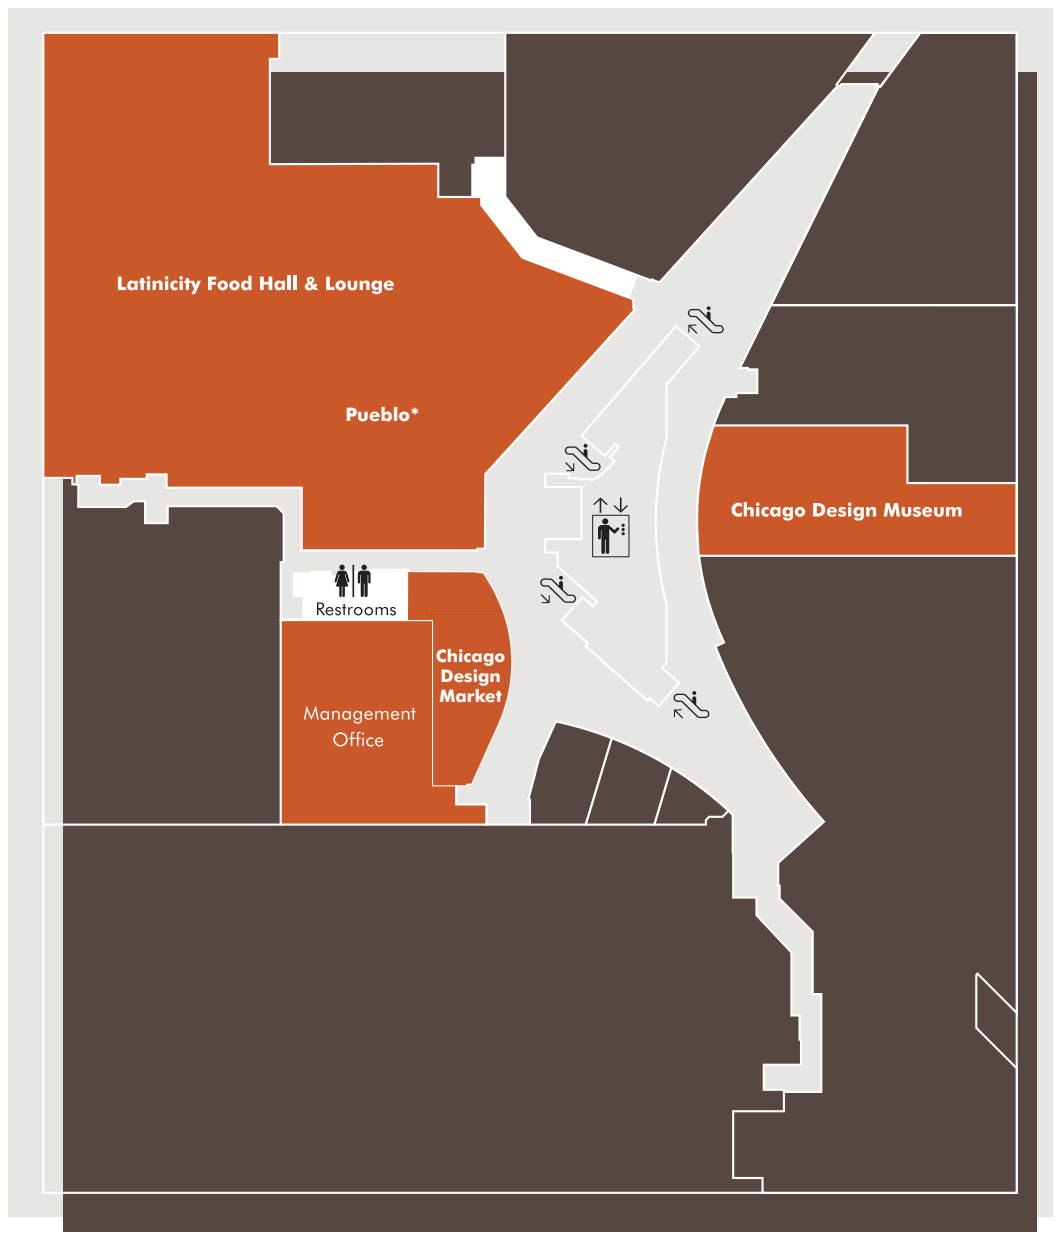 Latinicity Food Hall & Lounge
Pueblo*
Chicago Design Museum
Restrooms
Chicago
Design
Market
Management
Office